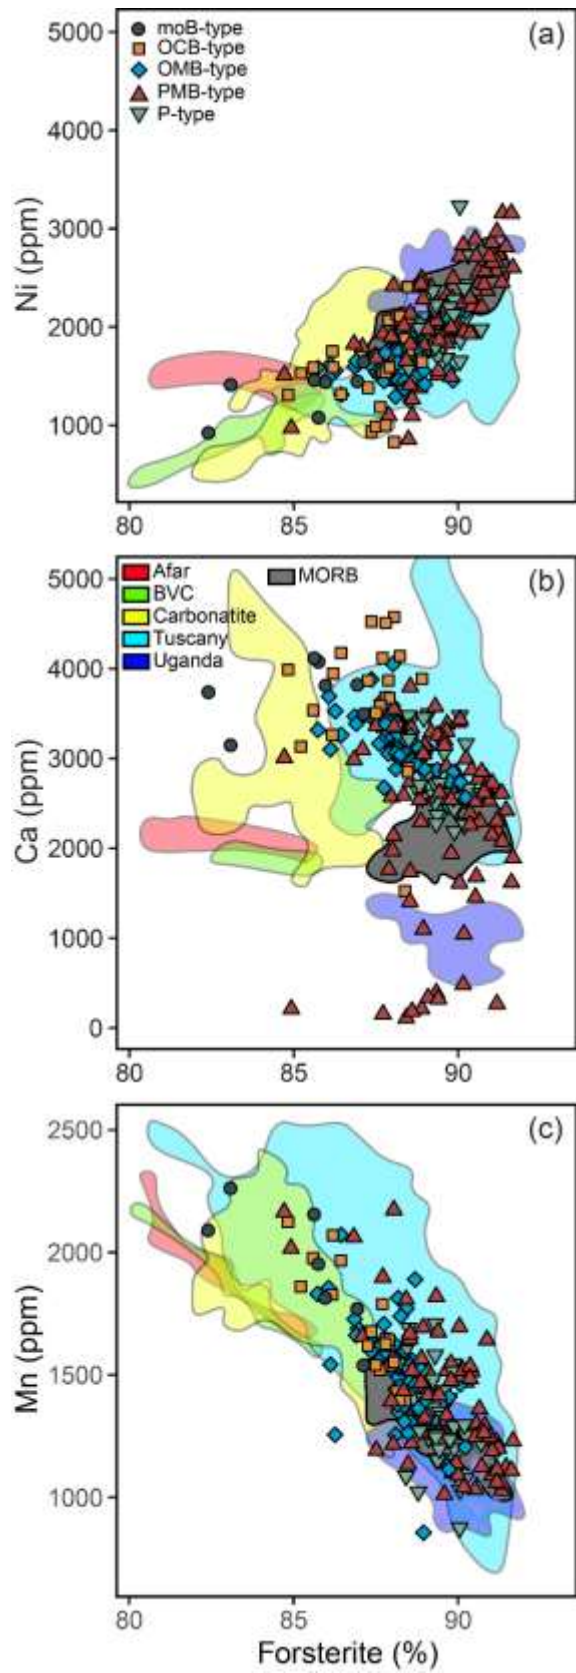 (a)
moB-type
OCB-type
OMB-type
PMB-type
P-type
5000
4000
3000
2000
1000
Ni (ppm)
80 85 90
(b)
Afar
BVC
Carbonatite
Tuscany
Uganda
MORB
5000
4000
3000
2000
1000
0
Ca (ppm)
80 85 90
(c)
2500
2000
1500
1000
Mn (ppm)
80 85 90
Forsterite (%)